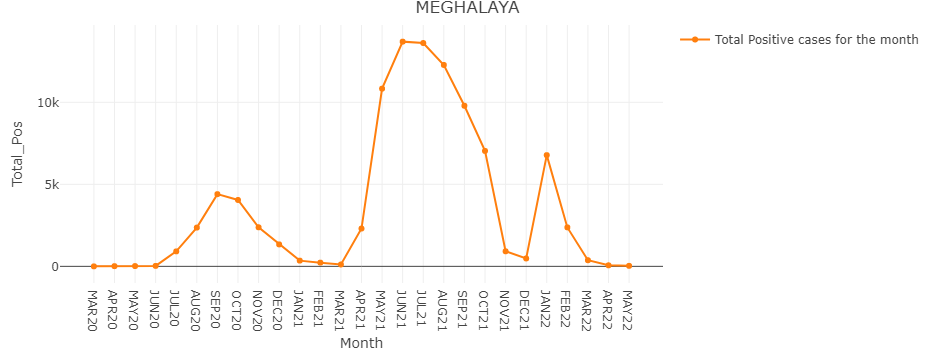 MEGHALAYA
Total Positive cases for the month
Total_Pos
10k
5k
0
MAR20
APR20
MAY20
JUN20
JUL20
AUG20
SEP20
OCT20
NOV20
DEC20
JAN21
FEB21
MAR21
APR21
MAY21
JUN21
JUL21
AUG21
SEP21
OCT21
NOV21
DEC21
JAN22
FEB22
MAR22
APR22
MAY22
Month